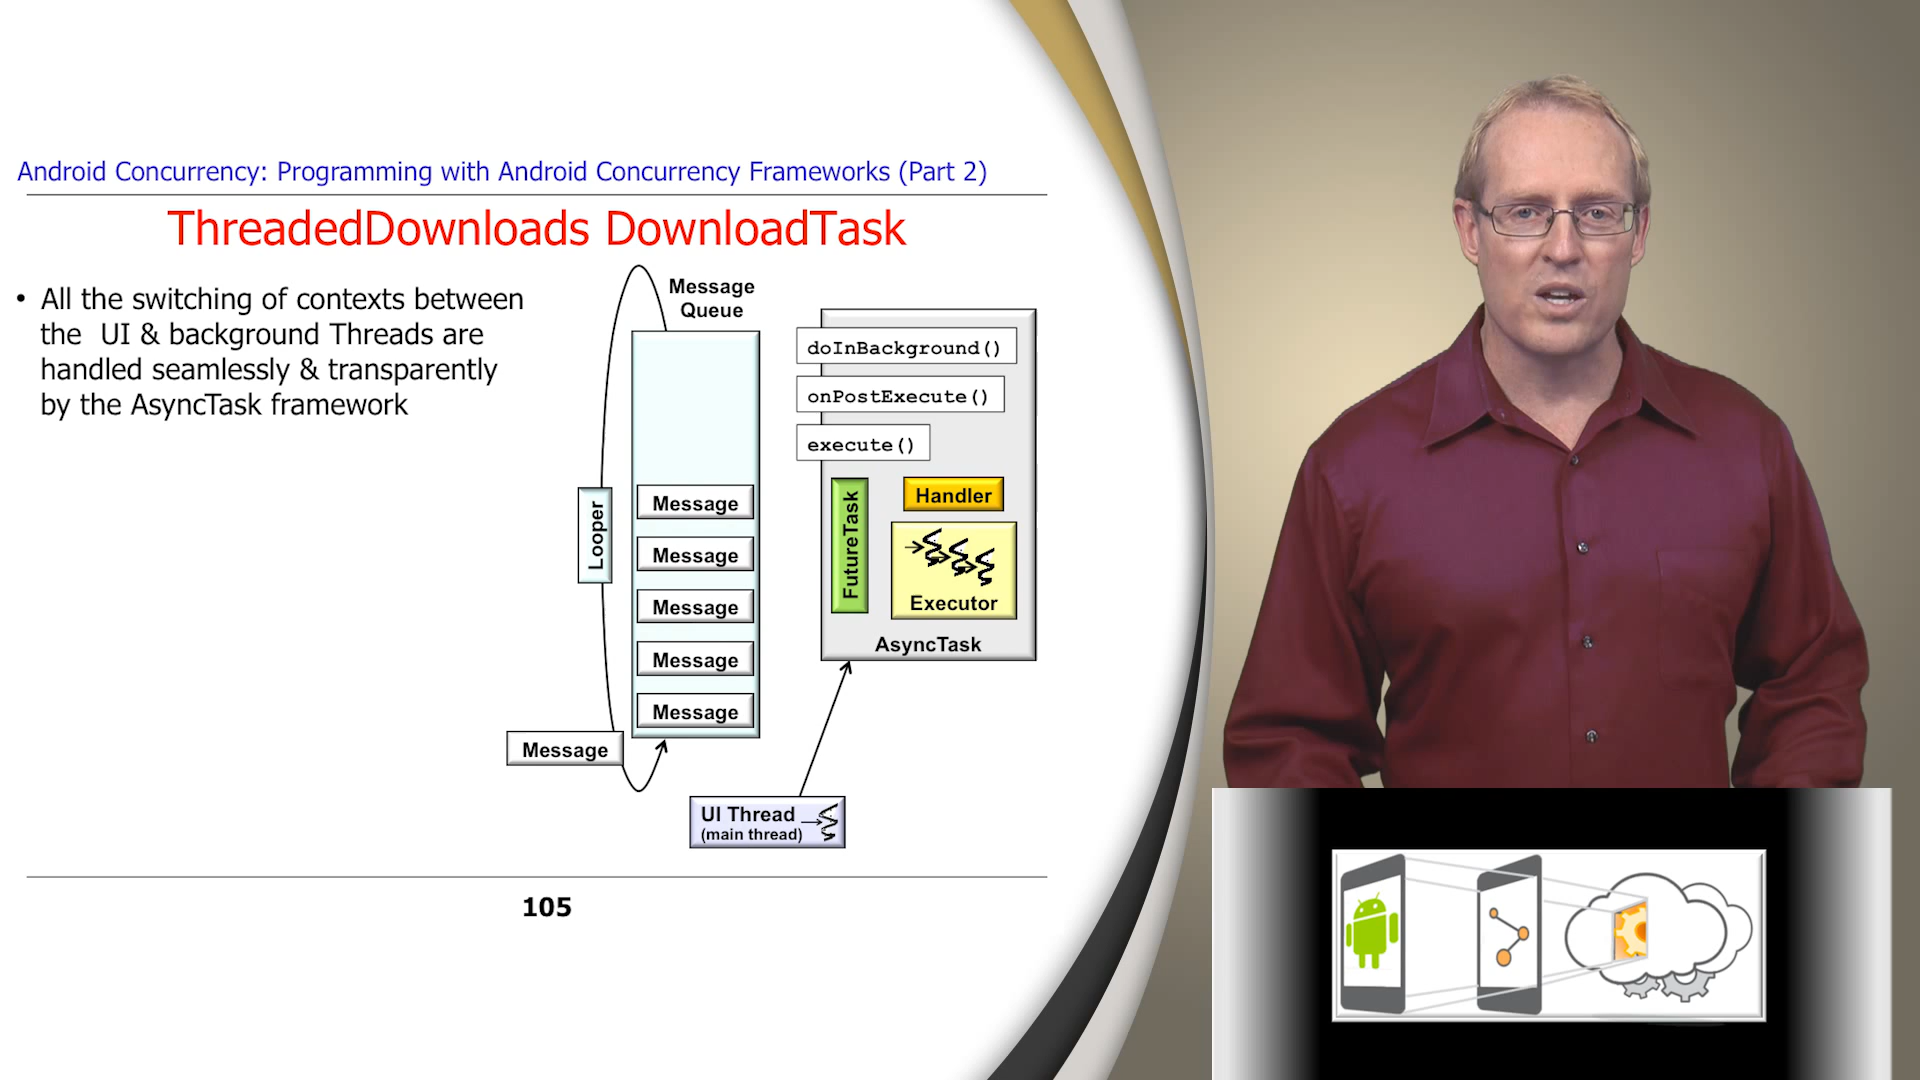 Android Concurrency: Programming with Android Concurrency Frameworks (Part 2)
ThreadedDownloads DownloadTask
• All the switching of contexts between
the UI & background Threads are
handled seamlessly & transparently
by the AsyncTask framework
Message
Queue
Looper
Message
Message
Message
Message
Message
Message
doInBackground()
onPostExecute()
execute()
FutureTask
Handler
Executor
AsyncTask
UI Thread
(main thread)
105